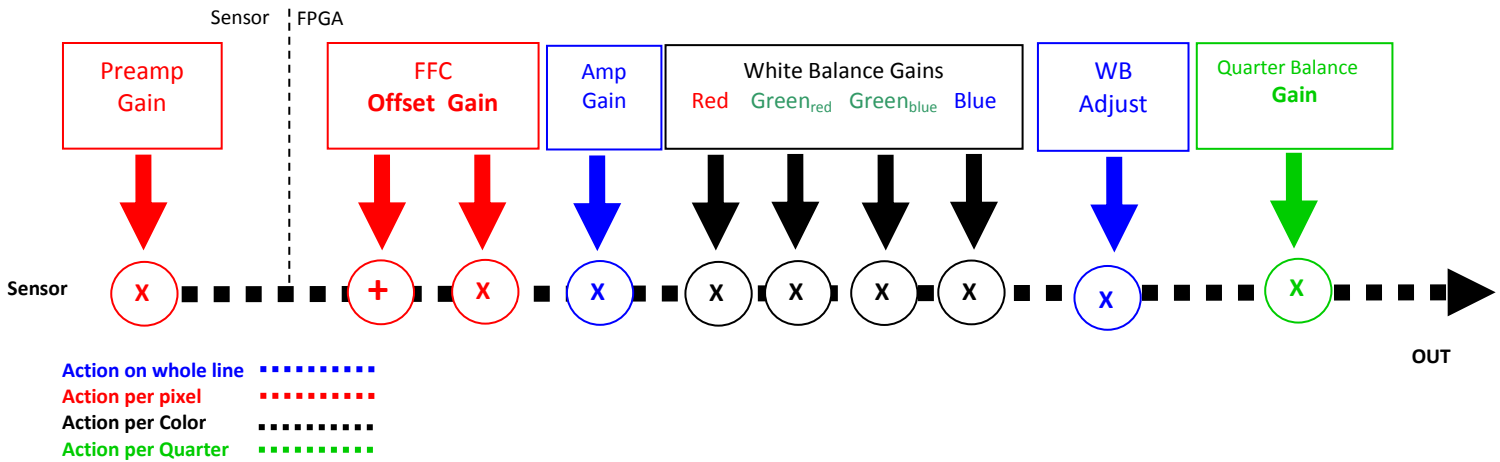 Sensor FPGA
Preamp
Gain
FFC
Offset Gain
Amp
Gain
White Balance Gains
Red Greenred Greenblue Blue
WB
Adjust
Quarter Balance
Gain
Sensor X + X X X X X X X X
OUT
Action on whole line
Action per pixel
Action per Color
Action per Quarter